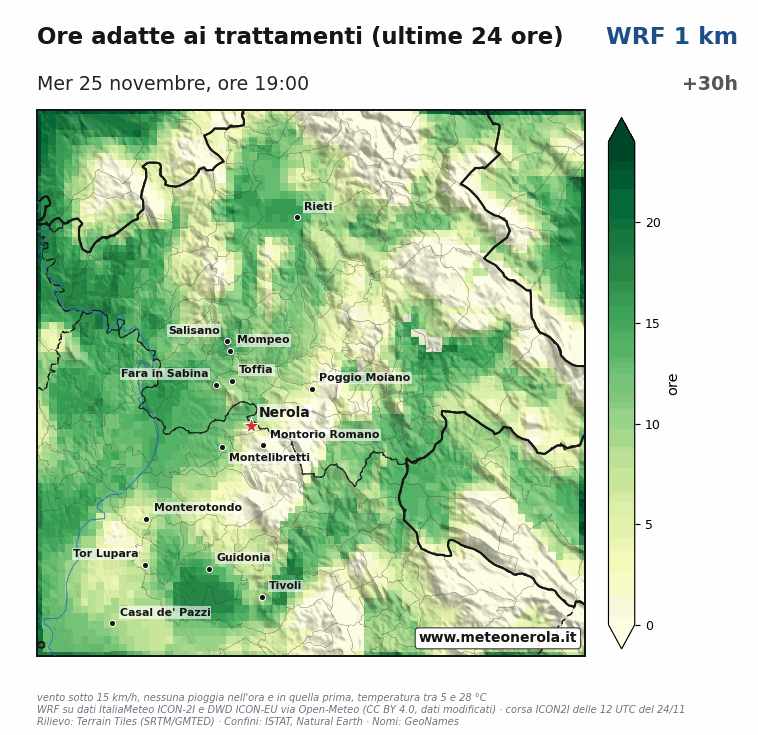 Ore adatte ai trattamenti (ultime 24 ore) WRF 1 km
Mer 25 novembre, ore 19:00 +30h
Rieti
Salisano
Mompeo
Fara in Sabina
Toffia
Poggio Moiano
Nerola
Montorio Romano
Montelibretti
Monterotondo
Tor Lupara
Guidonia
Tivoli
Casal de' Pazzi
www.meteonerola.it
20
15
10
5
0
ore
vento sotto 15 km/h, nessuna pioggia nell'ora e in quella prima, temperatura tra 5 e 28 °C
WRF su dati ItaliaMeteo ICON-2I e DWD ICON-EU via Open-Meteo (CC BY 4.0, dati modificati) · corsa ICON2I delle 12 UTC del 24/11
Rilievo: Terrain Tiles (SRTM/GMTED) · Confini: ISTAT, Natural Earth · Nomi: GeoNames